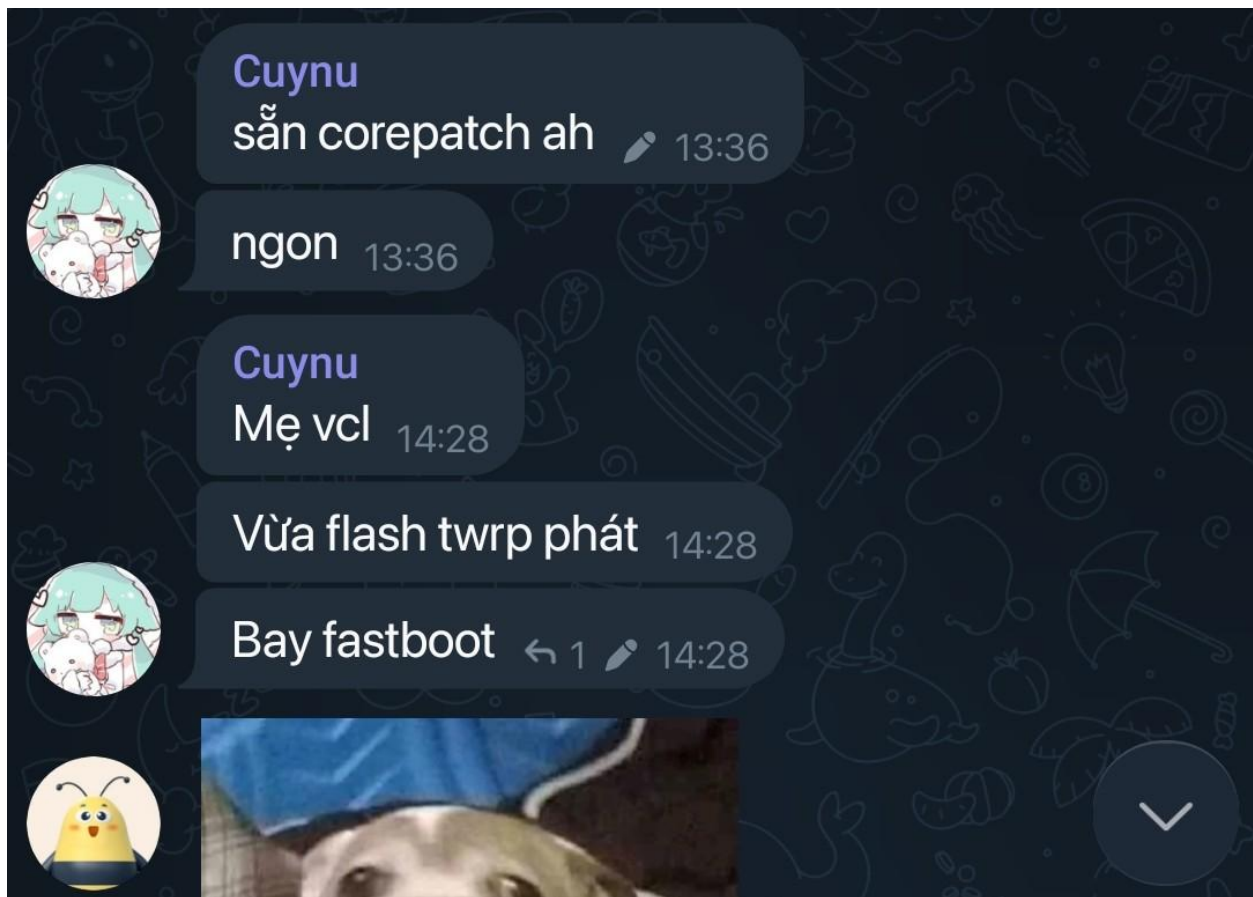 Cuynu
sẵn corepatch ah 13:36
ngon 13:36
Cuynu
Mẹ vcl 14:28
Vừa flash twrp phát 14:28
Bay fastboot 1 14:28